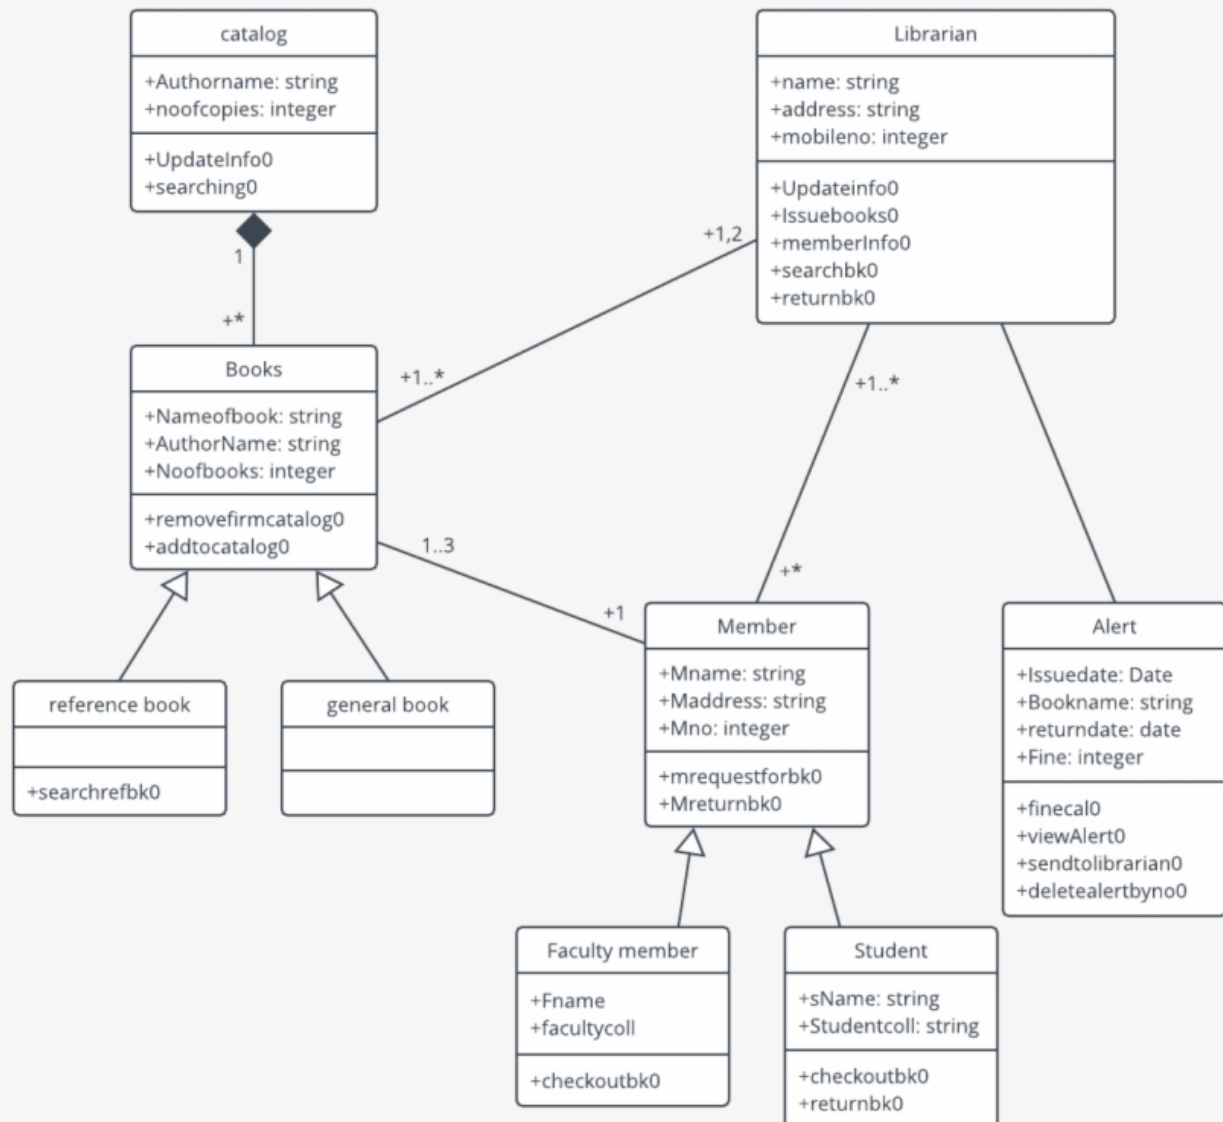 catalog
+Authorname: string
+noofcopies: integer
+UpdateInfo0
+searching0
Librarian
+name: string
+address: string
+mobileno: integer
+Updateinfo0
+Issuebooks0
+memberInfo0
+searchbk0
+returnbk0
1
+*
+1,2
+1..*
+1..*
+*
Books
+Nameofbook: string
+AuthorName: string
+Noofbooks: integer
+removefirmcatalog0
+addtocatalog0
1..3
+1
reference book
+searchrefbk0
general book
Member
+Mname: string
+Maddress: string
+Mno: integer
+mrequestforbk0
+Mreturnbk0
Alert
+Issuedate: Date
+Bookname: string
+returndate: date
+Fine: integer
+finecal0
+viewAlert0
+sendtolibrarian0
+deletealertbyno0
Faculty member
+Fname
+facultycoll
+checkoutbk0
Student
+sName: string
+Studentcoll: string
+checkoutbk0
+returnbk0